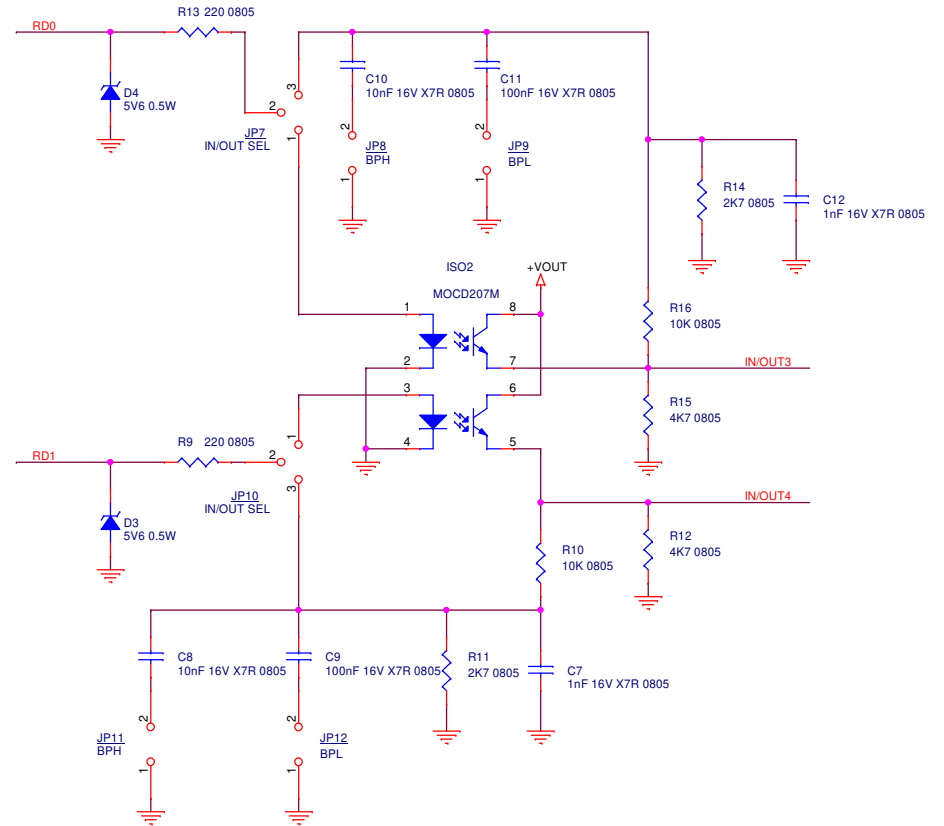 R13 220 0805
RD0
D4
5V6 0.5W
3
2
1
JP7
IN/OUT SEL
C10
10nF 16V X7R 0805
2
JP8
BPH
1
C11
100nF 16V X7R 0805
2
JP9
BPL
1
R14
2K7 0805
C12
1nF 16V X7R 0805
ISO2
+VOUT
MOCD207M
1
8
2
7
3
6
4
5
R16
10K 0805
IN/OUT3
R15
4K7 0805
R9 220 0805
RD1
1
2
3
JP10
IN/OUT SEL
D3
5V6 0.5W
IN/OUT4
R10
10K 0805
R12
4K7 0805
C8
10nF 16V X7R 0805
C9
100nF 16V X7R 0805
R11
2K7 0805
C7
1nF 16V X7R 0805
2
JP11
BPH
1
2
JP12
BPL
1